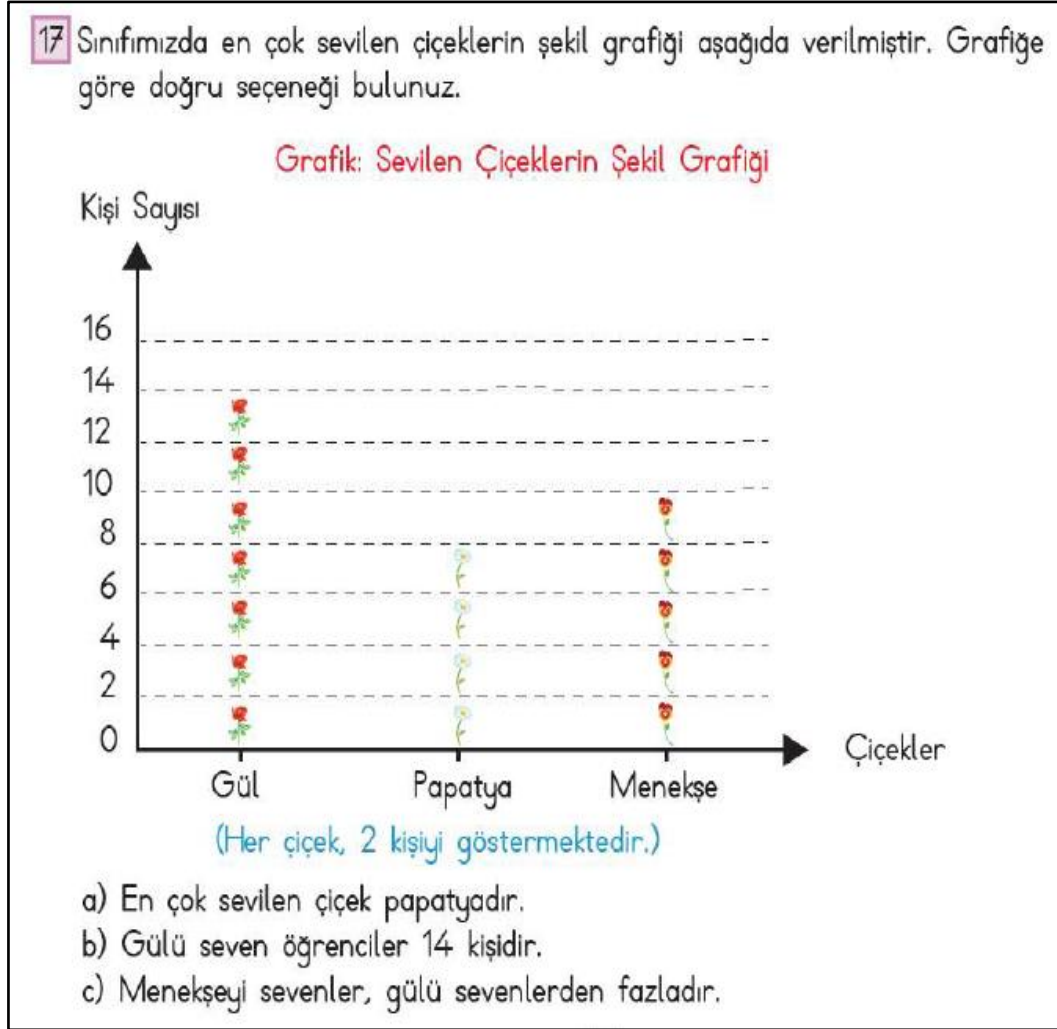 17 Sınıfımızda en çok sevilen çiçeklerin şekil grafiği aşağıda verilmiştir. Grafiğe
göre doğru seçeneği bulunuz.
Grafik: Sevilen Çiçeklerin Şekil Grafiği
Kişi Sayısı
16
14
12
10
8
6
4
2
0
Çiçekler
Gül Papatya Menekşe
(Her çiçek, 2 kişiyi göstermektedir.)
a) En çok sevilen çiçek papatyadır.
b) Gülü seven öğrenciler 14 kişidir.
c) Menekşeyi sevenler, gülü sevenlerden fazladır.